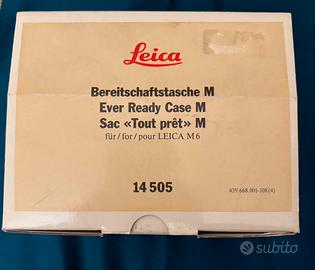 Leica
Bereitschaftstasche M
Ever Ready Case M
Sac «Tout prêt» M
für/for/pour LEICA M6
14 505
439.668.001-108 (4)
subito